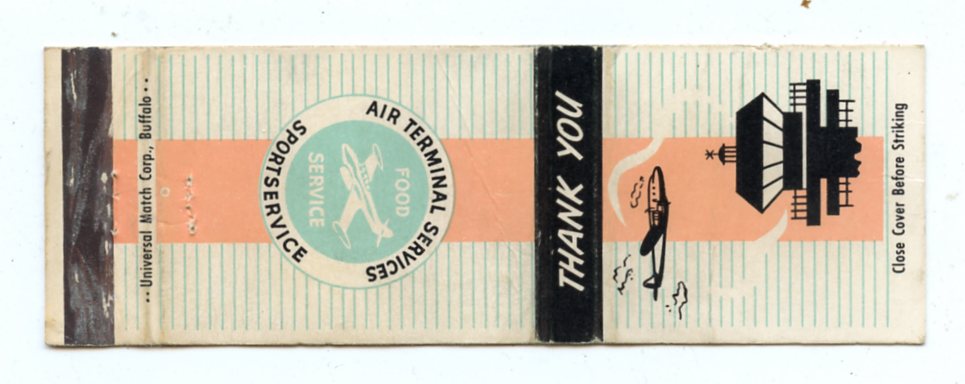 ·· Universal Match Corp., Buffalo ··
AIR TERMINAL SERVICES
FOOD
SERVICE
SPORTSERVICE
THANK YOU
Close Cover Before Striking